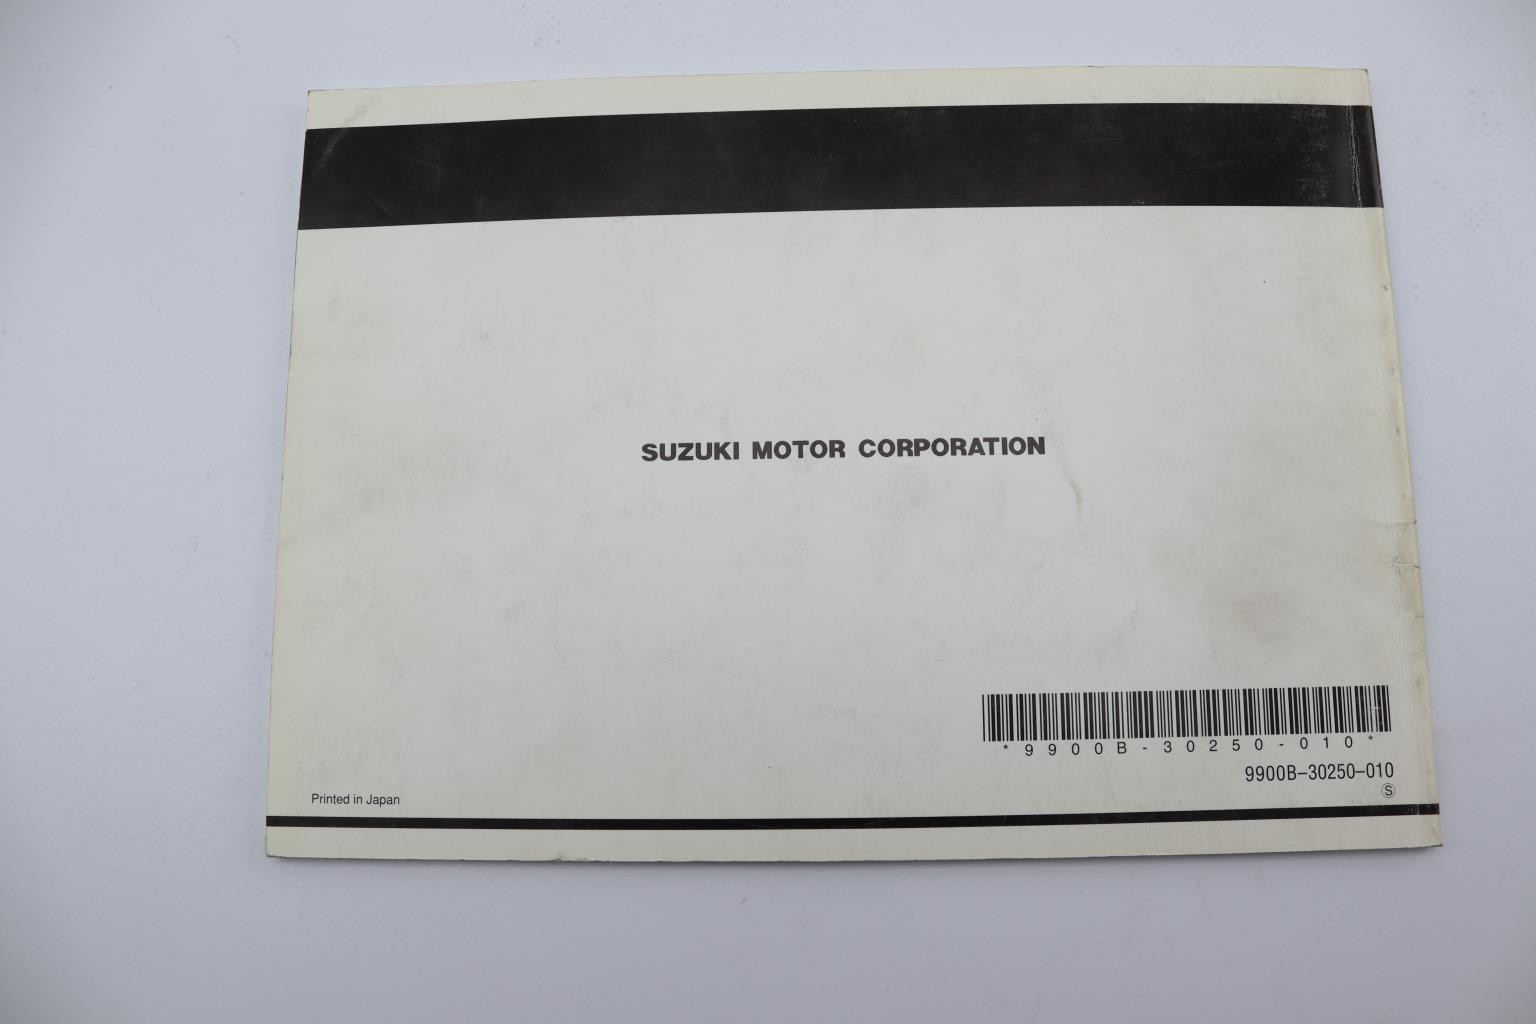 SUZUKI MOTOR CORPORATION
*9900B-30250-010*
9900B-30250-010
Ⓢ
Printed in Japan